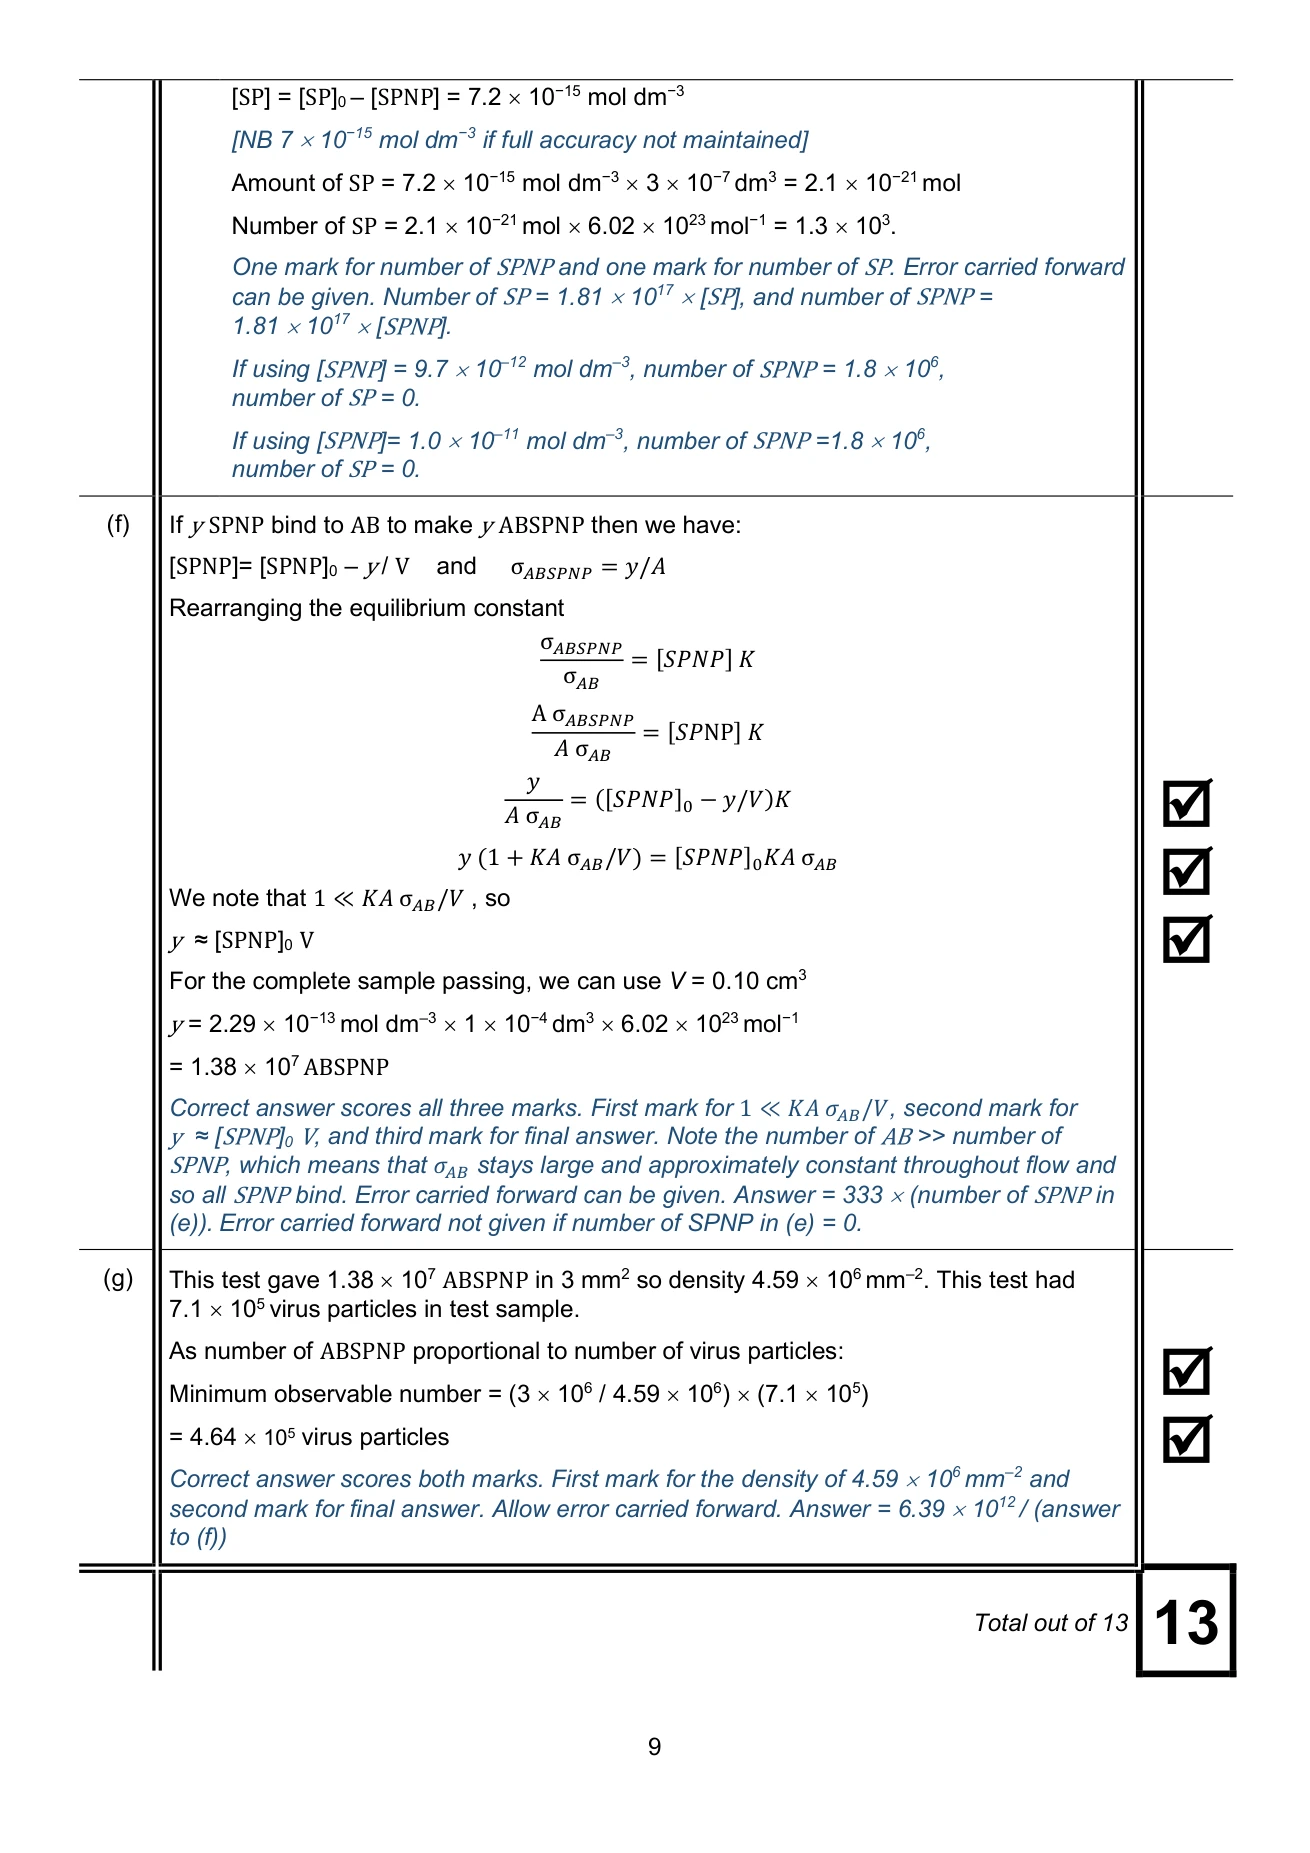 [SP] = [SP]₀ – [SPNP] = 7.2 × 10⁻¹⁵ mol dm⁻³
[NB 7 × 10⁻¹⁵ mol dm⁻³ if full accuracy not maintained]
Amount of SP = 7.2 × 10⁻¹⁵ mol dm⁻³ × 3 × 10⁻⁷ dm³ = 2.1 × 10⁻²¹ mol
Number of SP = 2.1 × 10⁻²¹ mol × 6.02 × 10²³ mol⁻¹ = 1.3 × 10³.
One mark for number of SPNP and one mark for number of SP. Error carried forward
can be given. Number of SP = 1.81 × 10¹⁷ × [SP], and number of SPNP =
1.81 × 10¹⁷ × [SPNP].
If using [SPNP] = 9.7 × 10⁻¹² mol dm⁻³, number of SPNP = 1.8 × 10⁶,
number of SP = 0.
If using [SPNP]= 1.0 × 10⁻¹¹ mol dm⁻³, number of SPNP =1.8 × 10⁶,
number of SP = 0.
(f) If y SPNP bind to AB to make y ABSPNP then we have:
[SPNP]= [SPNP]₀ – y / V and σ_ABSPNP = y/A
Rearranging the equilibrium constant
σ_ABSPNP / σ_AB = [SPNP] K
A σ_ABSPNP / A σ_AB = [SPNP] K
y / A σ_AB = ([SPNP]₀ − y/V)K
y (1 + KA σ_AB/V) = [SPNP]₀KA σ_AB
We note that 1 ≪ KA σ_AB/V , so
y ≈ [SPNP]₀ V
For the complete sample passing, we can use V = 0.10 cm³
y = 2.29 × 10⁻¹³ mol dm⁻³ × 1 × 10⁻⁴ dm³ × 6.02 × 10²³ mol⁻¹
= 1.38 × 10⁷ ABSPNP
Correct answer scores all three marks. First mark for 1 ≪ KA σ_AB/V, second mark for
y ≈ [SPNP]₀ V, and third mark for final answer. Note the number of AB >> number of
SPNP, which means that σ_AB stays large and approximately constant throughout flow and
so all SPNP bind. Error carried forward can be given. Answer = 333 × (number of SPNP in
(e)). Error carried forward not given if number of SPNP in (e) = 0.
(g) This test gave 1.38 × 10⁷ ABSPNP in 3 mm² so density 4.59 × 10⁶ mm⁻². This test had
7.1 × 10⁵ virus particles in test sample.
As number of ABSPNP proportional to number of virus particles:
Minimum observable number = (3 × 10⁶ / 4.59 × 10⁶) × (7.1 × 10⁵)
= 4.64 × 10⁵ virus particles
Correct answer scores both marks. First mark for the density of 4.59 × 10⁶ mm⁻² and
second mark for final answer. Allow error carried forward. Answer = 6.39 × 10¹² / (answer
to (f))
Total out of 13 13
9